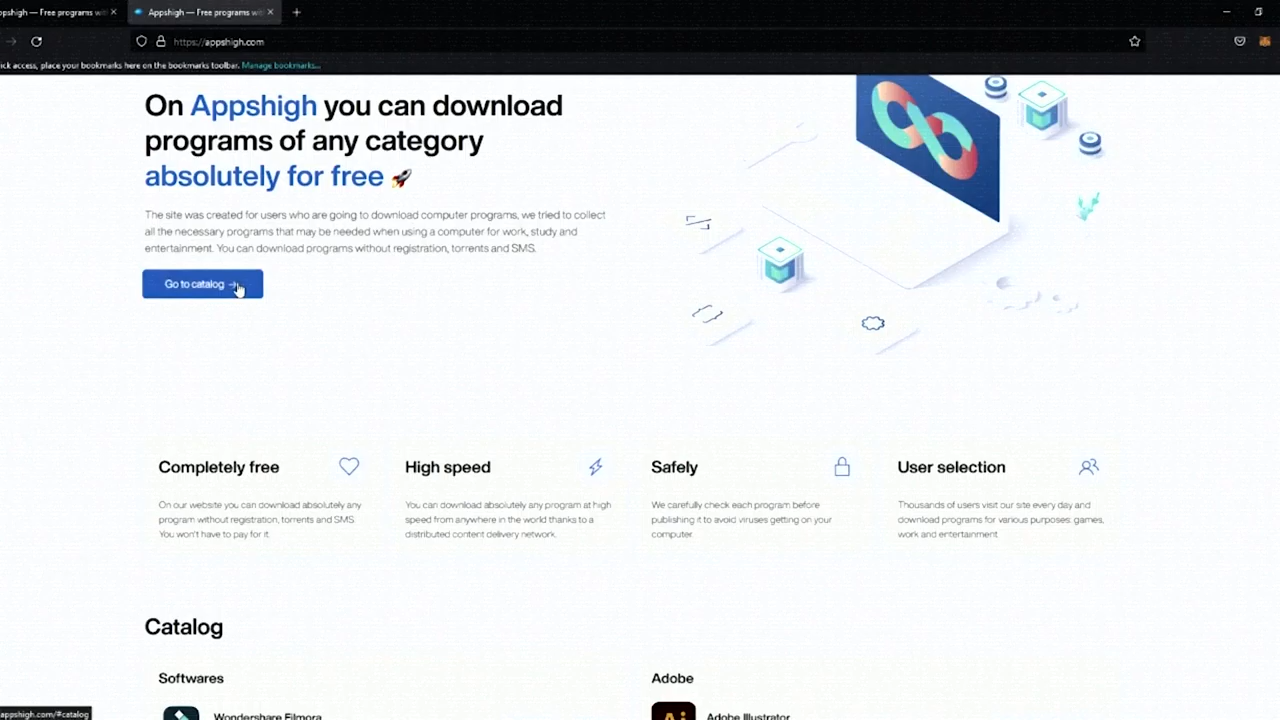 Appshigh — Free programs wit
https://appshigh.com
ick access, place your bookmarks here on the bookmarks toolbar. Manage bookmarks...
On Appshigh you can download
programs of any category
absolutely for free
The site was created for users who are going to download computer programs, we tried to collect
all the necessary programs that may be needed when using a computer for work, study and
entertainment. You can download programs without registration, torrents and SMS.
Go to catalog →
Completely free
On our website you can download absolutely any
program without registration, torrents and SMS.
You won't have to pay for it.
High speed
You can download absolutely any program at high
speed from anywhere in the world thanks to a
distributed content delivery network.
Safely
We carefully check each program before
publishing it to avoid viruses getting on your
computer.
User selection
Thousands of users visit our site every day and
download programs for various purposes: games,
work and entertainment
Catalog
Softwares
Wondershare Filmora
Adobe
Ai
Adobe Illustrator
appshigh.com/#catalog